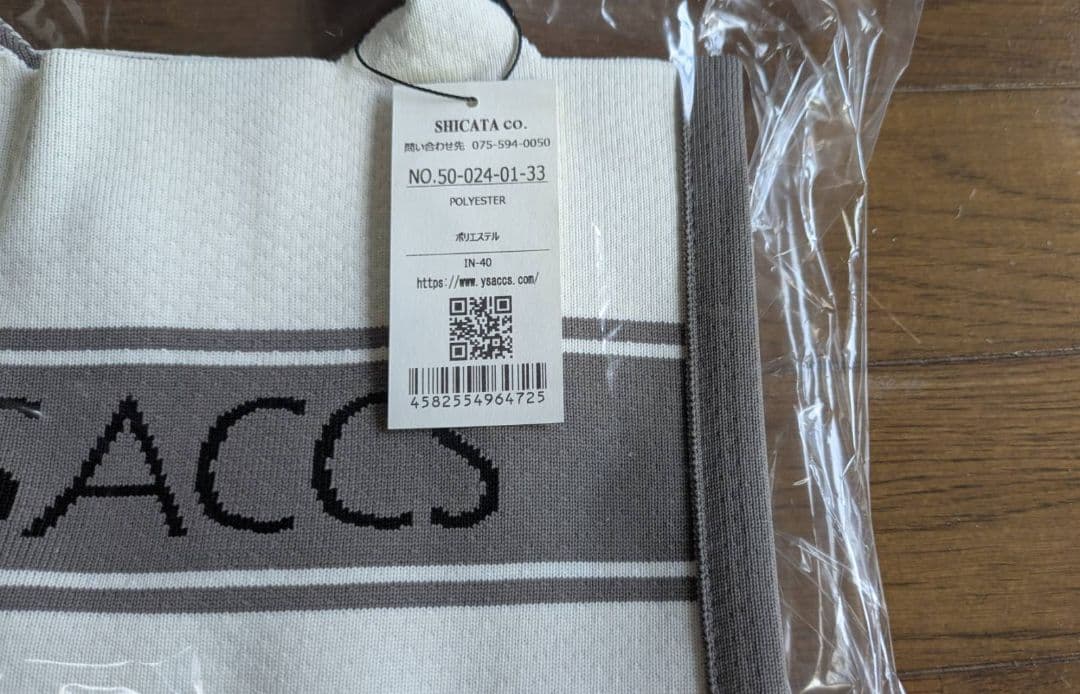 SHICATA CO.
問い合わせ先 075-594-0050
NO.50-024-01-33
POLYESTER
ポリエステル
IN-40
https://www.ysaccs.com/
4582554964725
SACCS